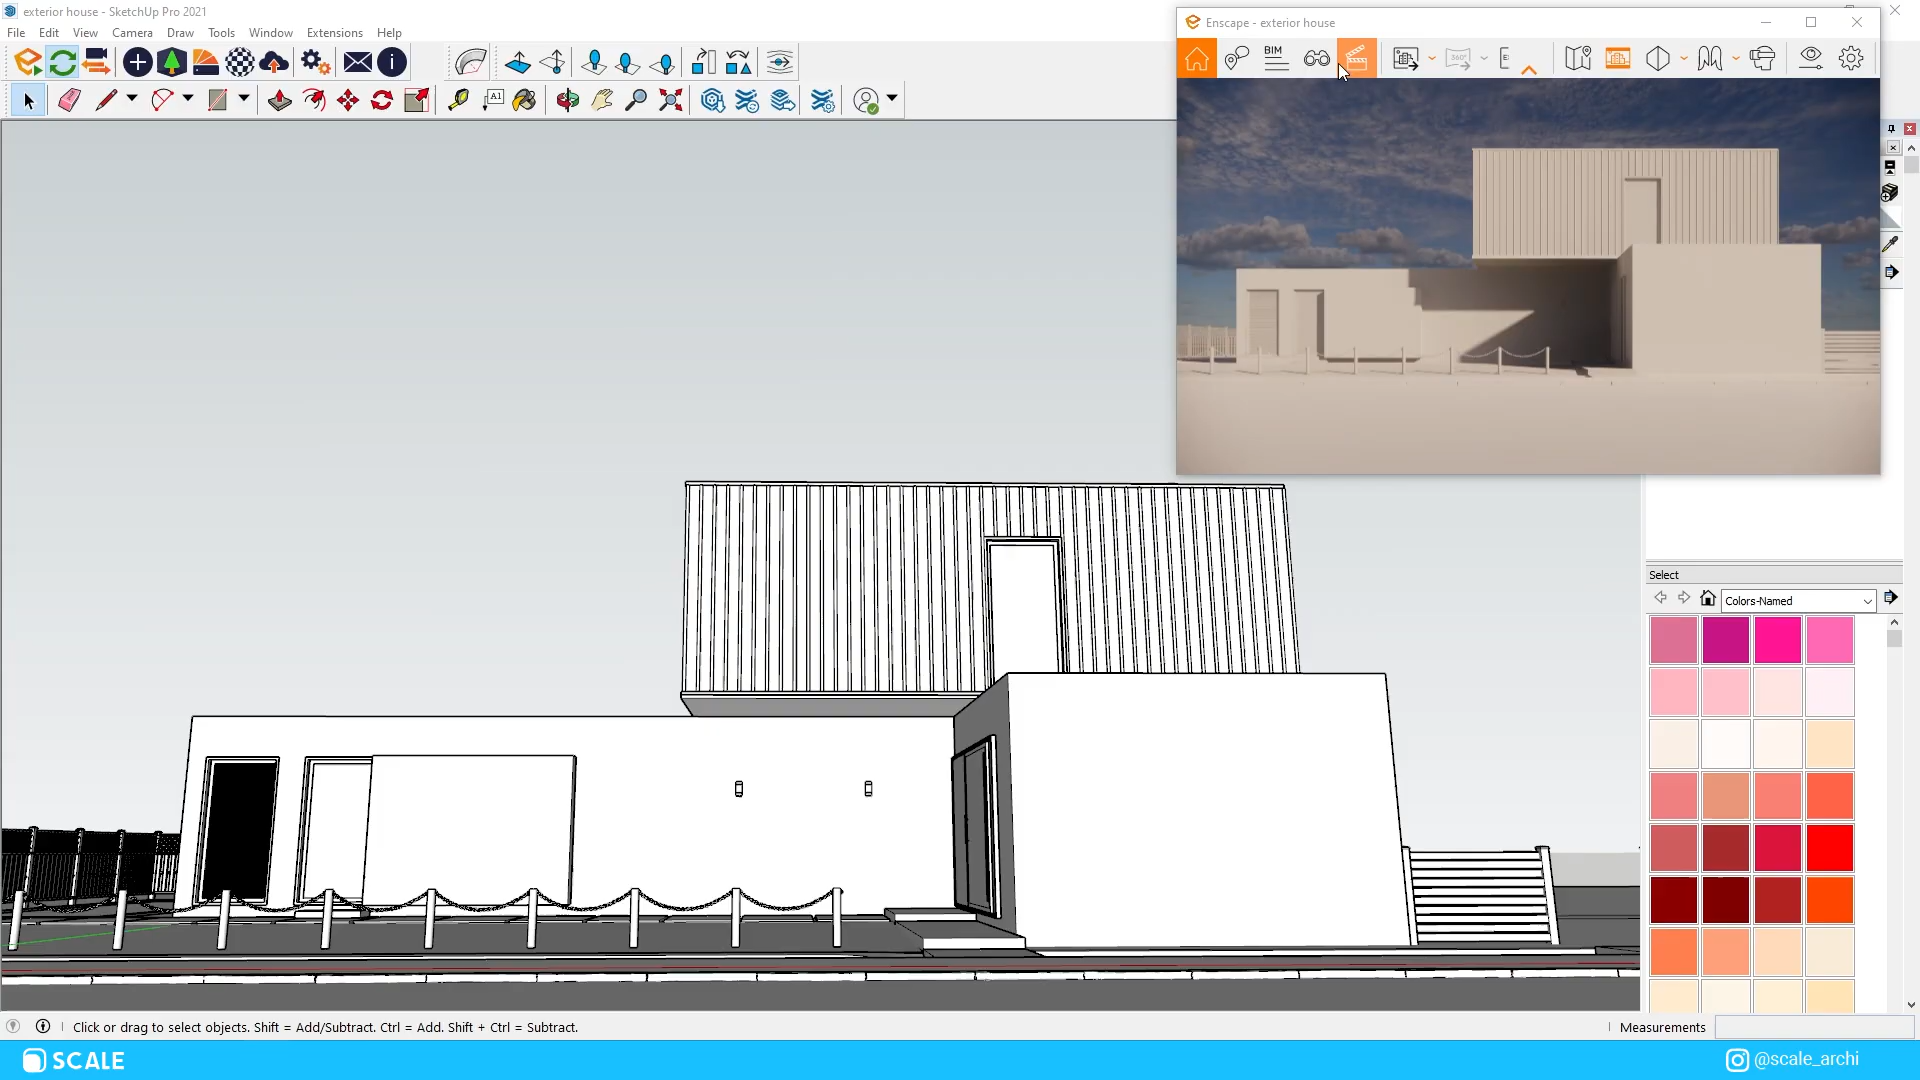 exterior house - SketchUp Pro 2021
File Edit View Camera Draw Tools Window Extensions Help
Enscape - exterior house
BIM
360°
A1
Select
Colors-Named
Click or drag to select objects. Shift = Add/Subtract. Ctrl = Add. Shift + Ctrl = Subtract.
Measurements
SCALE
@scale_archi